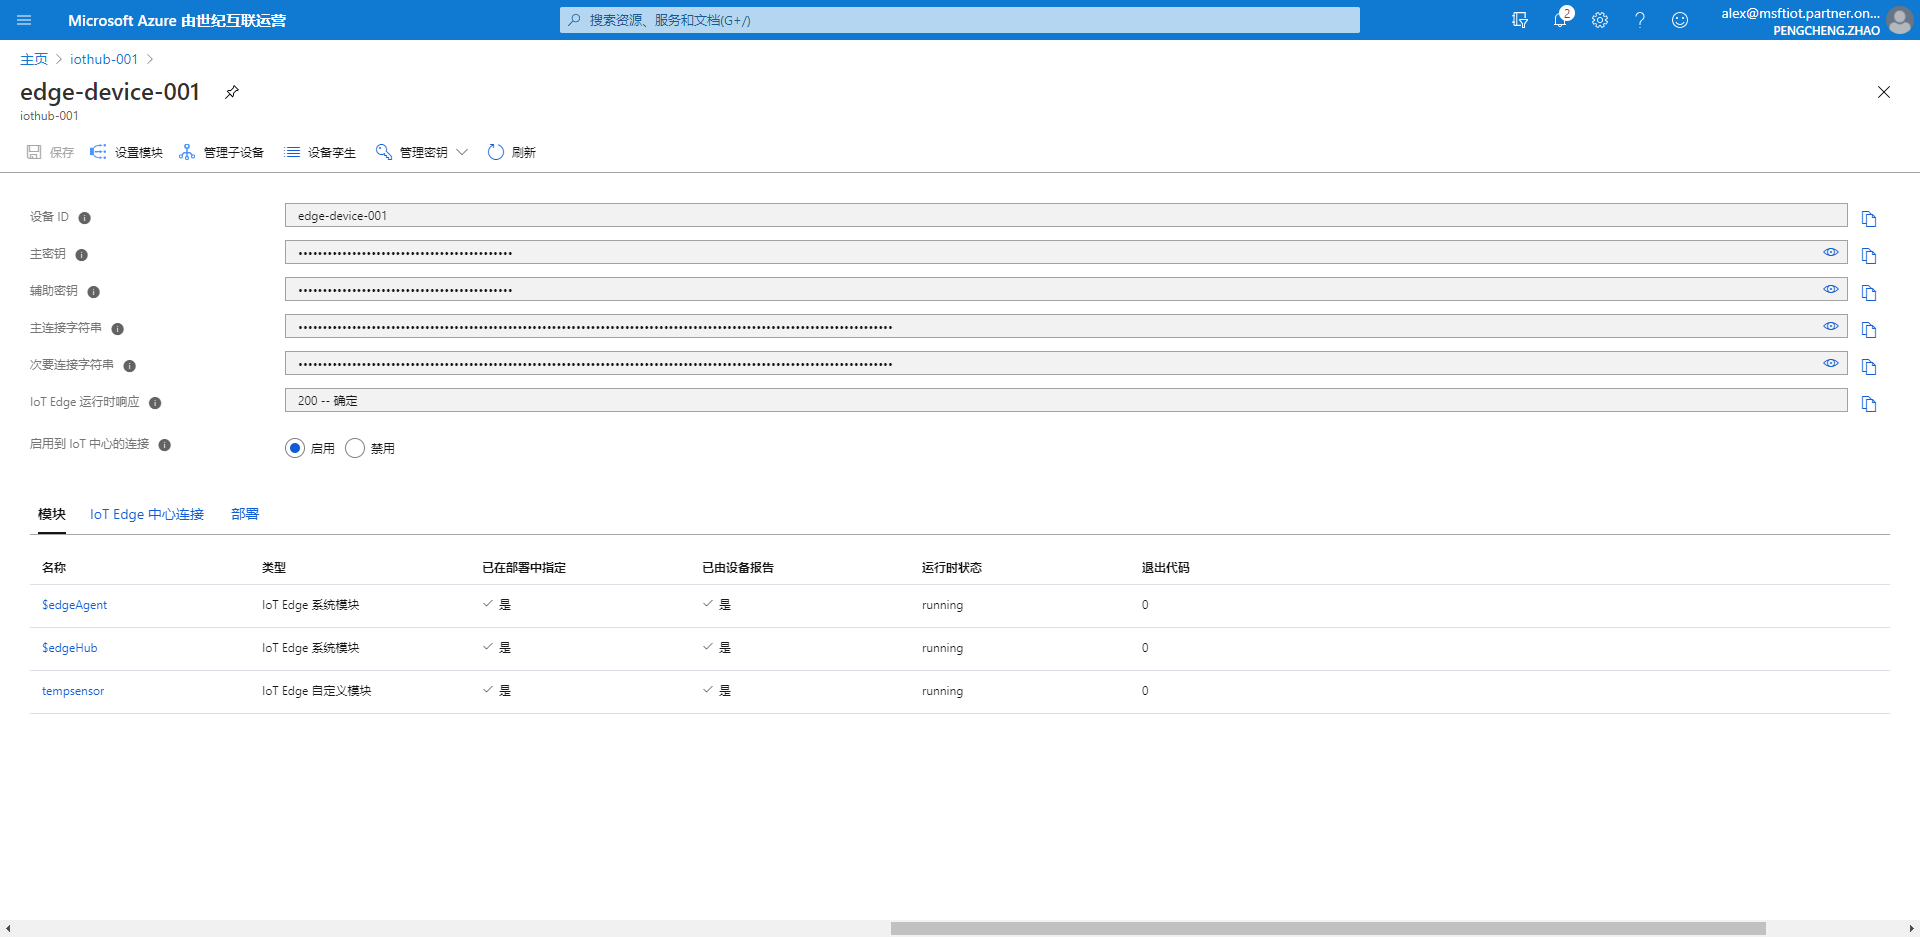 Microsoft Azure 由世纪互联运营
搜索资源、服务和文档(G+/)
2
alex@msftiot.partner.on...
PENGCHENG.ZHAO
主页 > iothub-001 >
edge-device-001
iothub-001
保存 设置模块 管理子设备 设备孪生 管理密钥 刷新
设备 ID edge-device-001
主密钥
辅助密钥
主连接字符串
次要连接字符串
IoT Edge 运行时响应 200 -- 确定
启用到 IoT 中心的连接 启用 禁用
模块 IoT Edge 中心连接 部署
名称 类型 已在部署中指定 已由设备报告 运行时状态 退出代码
$edgeAgent IoT Edge 系统模块 是 是 running 0
$edgeHub IoT Edge 系统模块 是 是 running 0
tempsensor IoT Edge 自定义模块 是 是 running 0